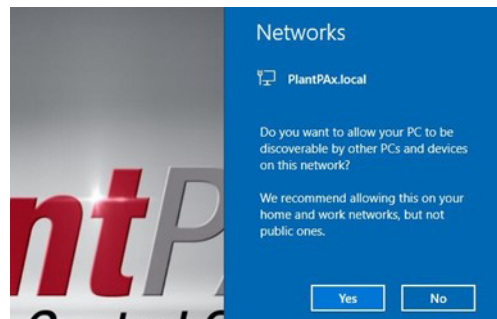 Networks
PlantPAx.local
Do you want to allow your PC to be
discoverable by other PCs and devices
on this network?
We recommend allowing this on your
home and work networks, but not
public ones.
Yes
No
ntPA